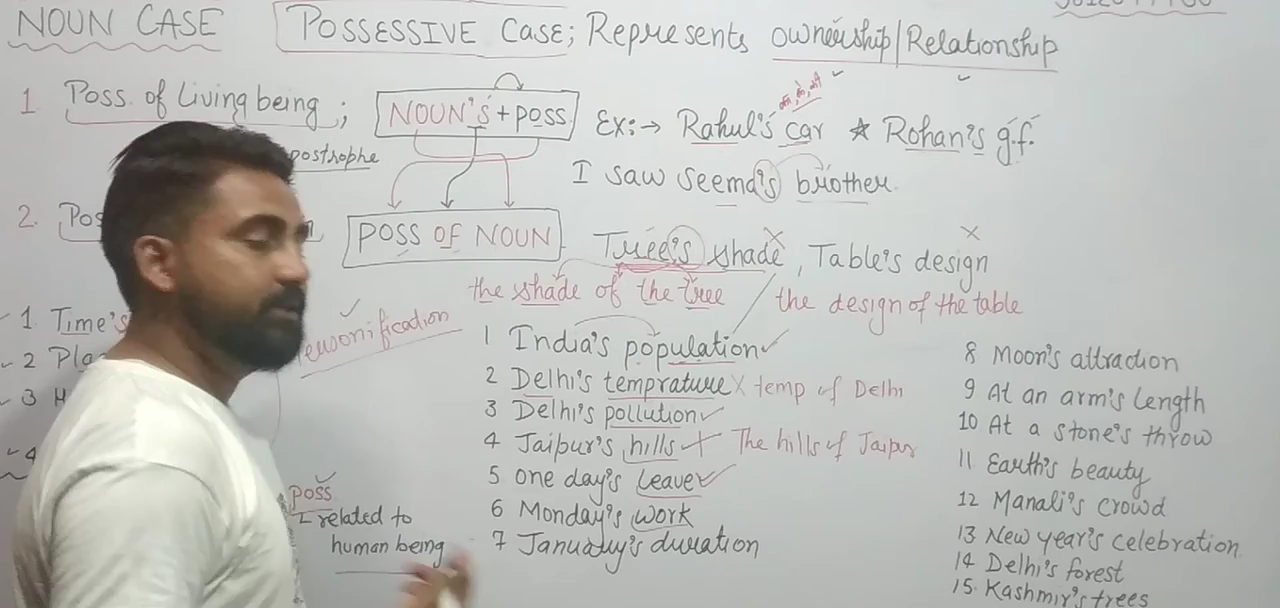 NOUN CASE
POSSESSIVE Case; Represents ownership/Relationship
1 Poss. of Living being ; NOUN's + poss. Ex:→ Rahul's car ★ Rohan's g.f.
postrophe
I saw Seema's brother.
2. Pos
POSS OF NOUN
Tree's shade, Table's design
the shade of the tree
the design of the table
1. Time's
2 Pla
3 H
4
ersonification
poss
related to
human being
1 India's population
2 Delhi's temprature temp of Delhi
3 Delhi's pollution
4 Jaipur's hills The hills of Jaipur
5 one day's leave
6 Monday's work
7 January's duration
8 Moon's attraction
9 At an arm's length
10 At a stone's throw
11 Earth's beauty
12 Manali's crowd
13 New year's celebration
14 Delhi's forest
15. Kashmir's trees